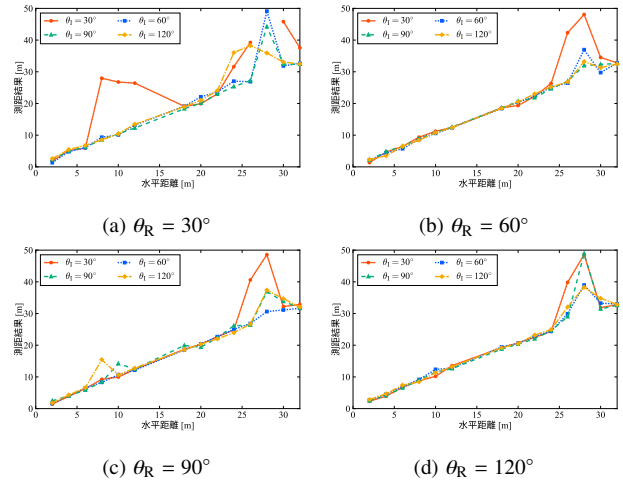 50
40
30
20
10
0
測距結果 [m]
θI = 30°
θI = 60°
θI = 90°
θI = 120°
0 5 10 15 20 25 30
水平距離 [m]
(a) θR = 30°
50
40
30
20
10
0
測距結果 [m]
θI = 30°
θI = 60°
θI = 90°
θI = 120°
0 5 10 15 20 25 30
水平距離 [m]
(b) θR = 60°
50
40
30
20
10
0
測距結果 [m]
θI = 30°
θI = 60°
θI = 90°
θI = 120°
0 5 10 15 20 25 30
水平距離 [m]
(c) θR = 90°
50
40
30
20
10
0
測距結果 [m]
θI = 30°
θI = 60°
θI = 90°
θI = 120°
0 5 10 15 20 25 30
水平距離 [m]
(d) θR = 120°